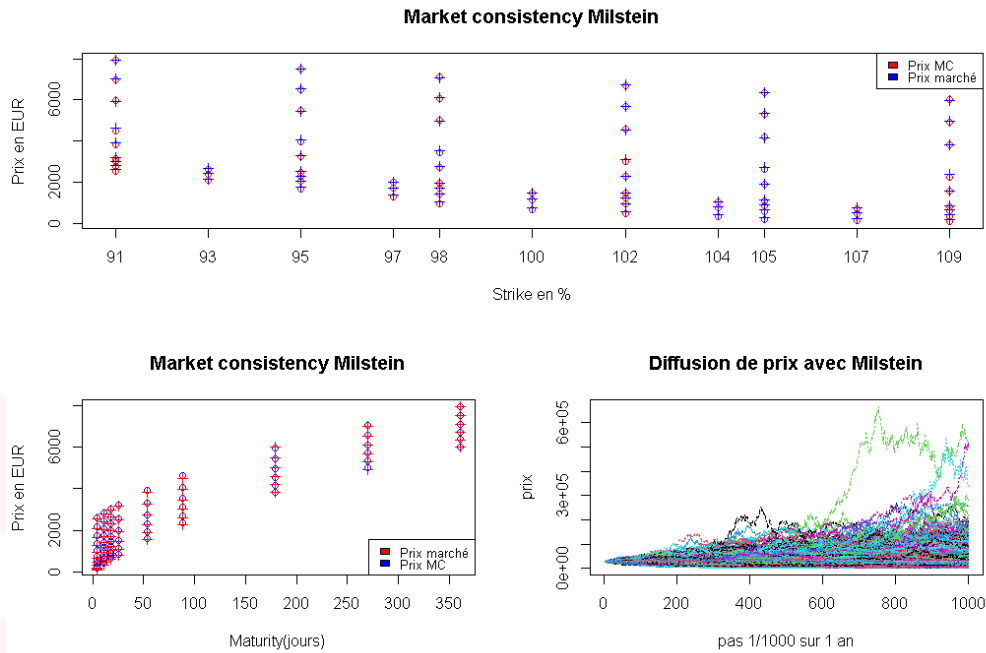 Market consistency Milstein
Prix en EUR
6000
2000
0
Prix MC
Prix marché
91 93 95 97 98 100 102 104 105 107 109
Strike en %
Market consistency Milstein
Prix en EUR
6000
2000
0
Prix marché
Prix MC
0 50 100 150 200 250 300 350
Maturity(jours)
Diffusion de prix avec Milstein
prix
6e+05
3e+05
0e+00
0 200 400 600 800 1000
pas 1/1000 sur 1 an